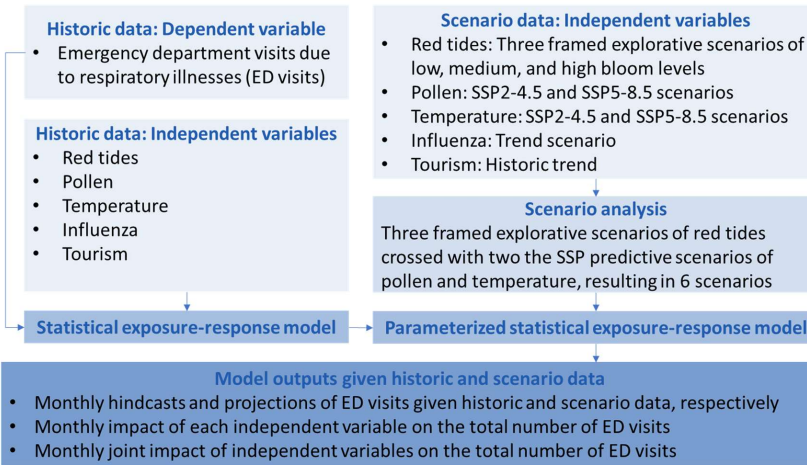 Historic data: Dependent variable
• Emergency department visits due
to respiratory illnesses (ED visits)
Historic data: Independent variables
• Red tides
• Pollen
• Temperature
• Influenza
• Tourism
Statistical exposure-response model
Scenario data: Independent variables
• Red tides: Three framed explorative scenarios of
low, medium, and high bloom levels
• Pollen: SSP2-4.5 and SSP5-8.5 scenarios
• Temperature: SSP2-4.5 and SSP5-8.5 scenarios
• Influenza: Trend scenario
• Tourism: Historic trend
Scenario analysis
Three framed explorative scenarios of red tides
crossed with two the SSP predictive scenarios of
pollen and temperature, resulting in 6 scenarios
Parameterized statistical exposure-response model
Model outputs given historic and scenario data
• Monthly hindcasts and projections of ED visits given historic and scenario data, respectively
• Monthly impact of each independent variable on the total number of ED visits
• Monthly joint impact of independent variables on the total number of ED visits